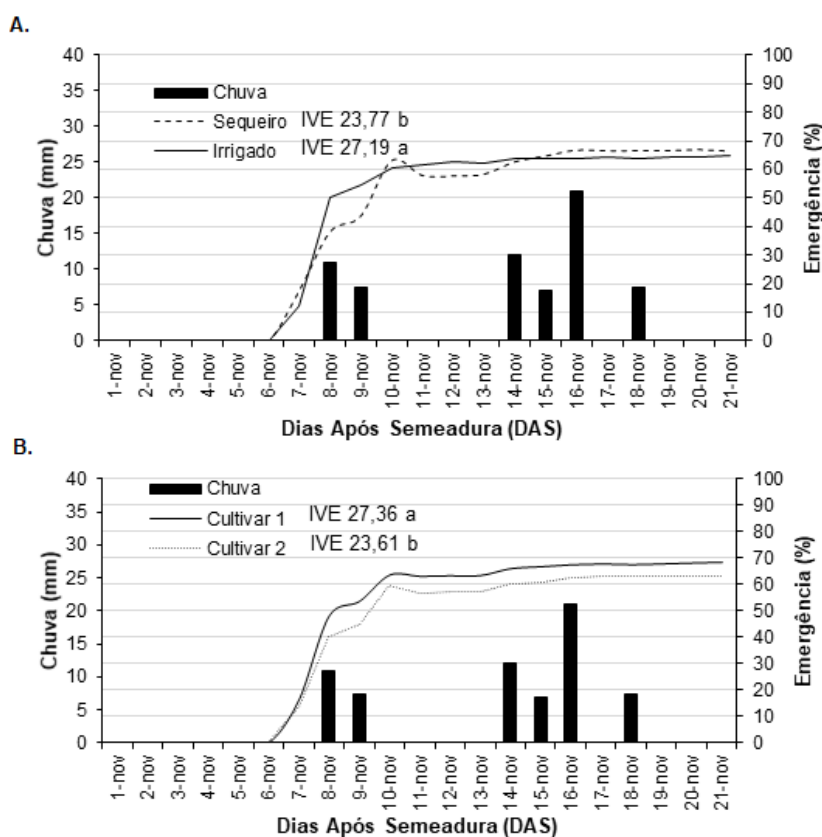 A.
40
35
30
25
20
15
10
5
0
Chuva (mm)
Chuva
Sequeiro IVE 23,77 b
Irrigado IVE 27,19 a
100
90
80
70
60
50
40
30
20
10
0
Emergência (%)
1-nov
2-nov
3-nov
4-nov
5-nov
6-nov
7-nov
8-nov
9-nov
10-nov
11-nov
12-nov
13-nov
14-nov
15-nov
16-nov
17-nov
18-nov
19-nov
20-nov
21-nov
Dias Após Semeadura (DAS)
B.
40
35
30
25
20
15
10
5
0
Chuva (mm)
Chuva
Cultivar 1 IVE 27,36 a
Cultivar 2 IVE 23,61 b
100
90
80
70
60
50
40
30
20
10
0
Emergência (%)
1-nov
2-nov
3-nov
4-nov
5-nov
6-nov
7-nov
8-nov
9-nov
10-nov
11-nov
12-nov
13-nov
14-nov
15-nov
16-nov
17-nov
18-nov
19-nov
20-nov
21-nov
Dias Após Semeadura (DAS)